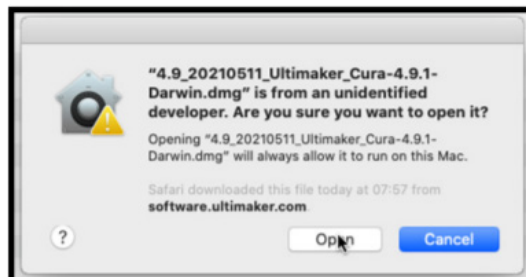 "4.9_20210511_Ultimaker_Cura-4.9.1-
Darwin.dmg" is from an unidentified
developer. Are you sure you want to open it?
Opening "4.9_20210511_Ultimaker_Cura-4.9.1-
Darwin.dmg" will always allow it to run on this Mac.
Safari downloaded this file today at 07:57 from
software.ultimaker.com
?
Open
Cancel